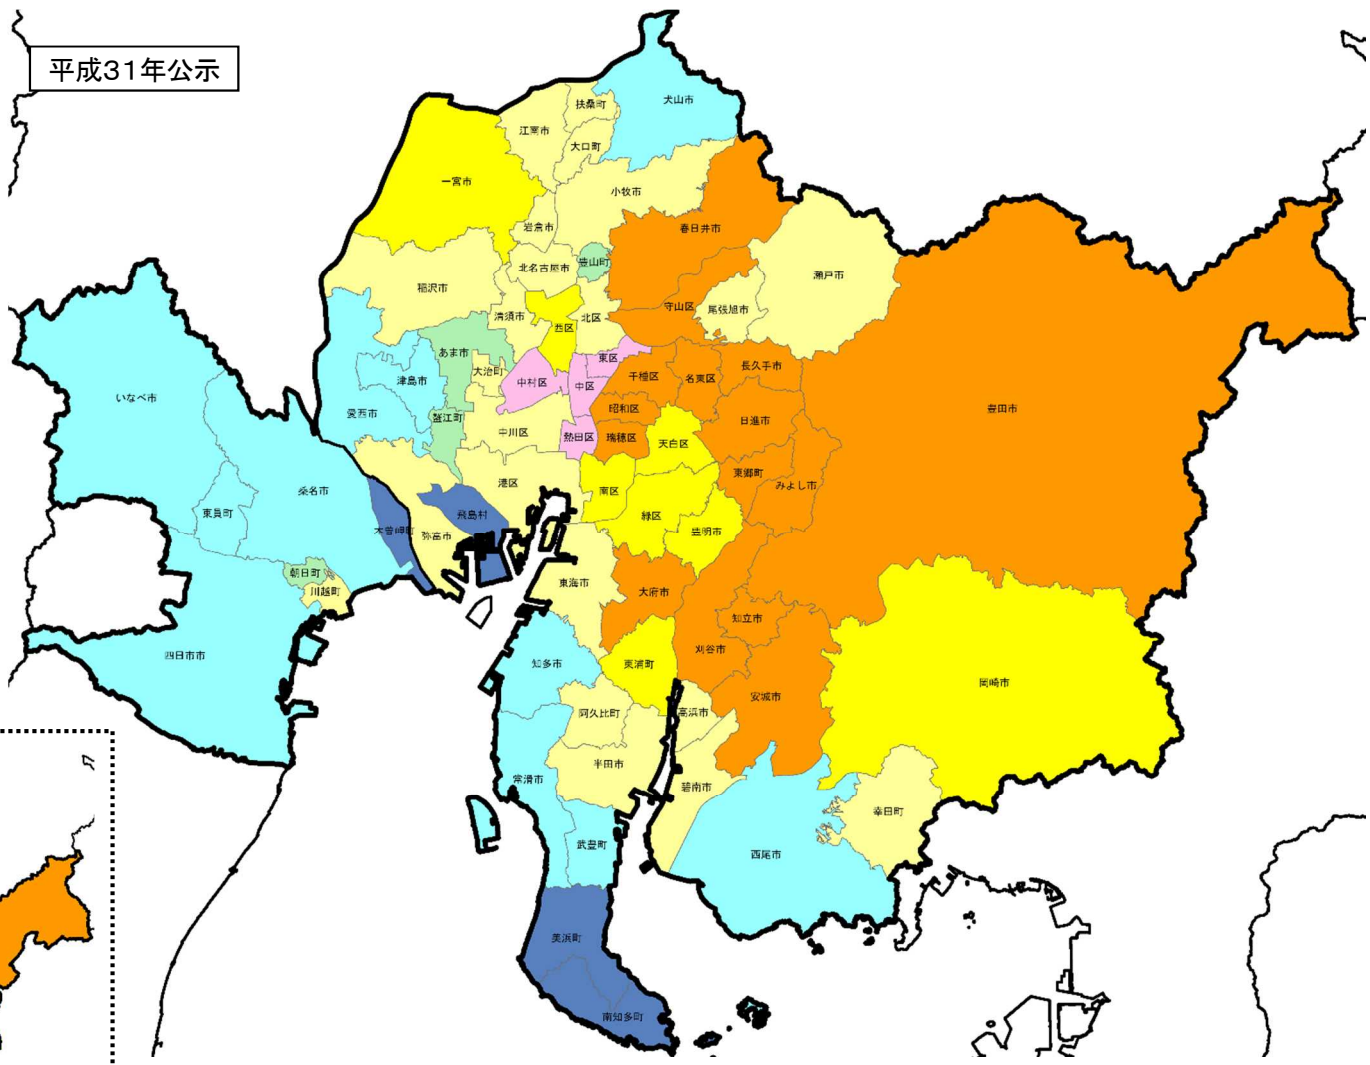 平成31年公示
犬山市
扶桑町
江南市
大口町
一宮市
小牧市
岩倉市
春日井市
北名古屋市
豊山町
瀬戸市
稲沢市
守山区
尾張旭市
清須市
北区
西区
あま市
東区
長久手市
大治町
千種区
名東区
津島市
中村区
中区
いなべ市
愛西市
蟹江町
昭和区
豊田市
日進市
中川区
熱田区
瑞穂区
天白区
東郷町
みよし市
港区
南区
桑名市
東員町
飛島村
緑区
豊明市
木曽岬町
弥富市
朝日町
川越町
東海市
大府市
知立市
刈谷市
四日市市
知多市
東浦町
岡崎市
安城市
阿久比町
高浜市
半田市
常滑市
碧南市
幸田町
武豊町
西尾市
美浜町
南知多町